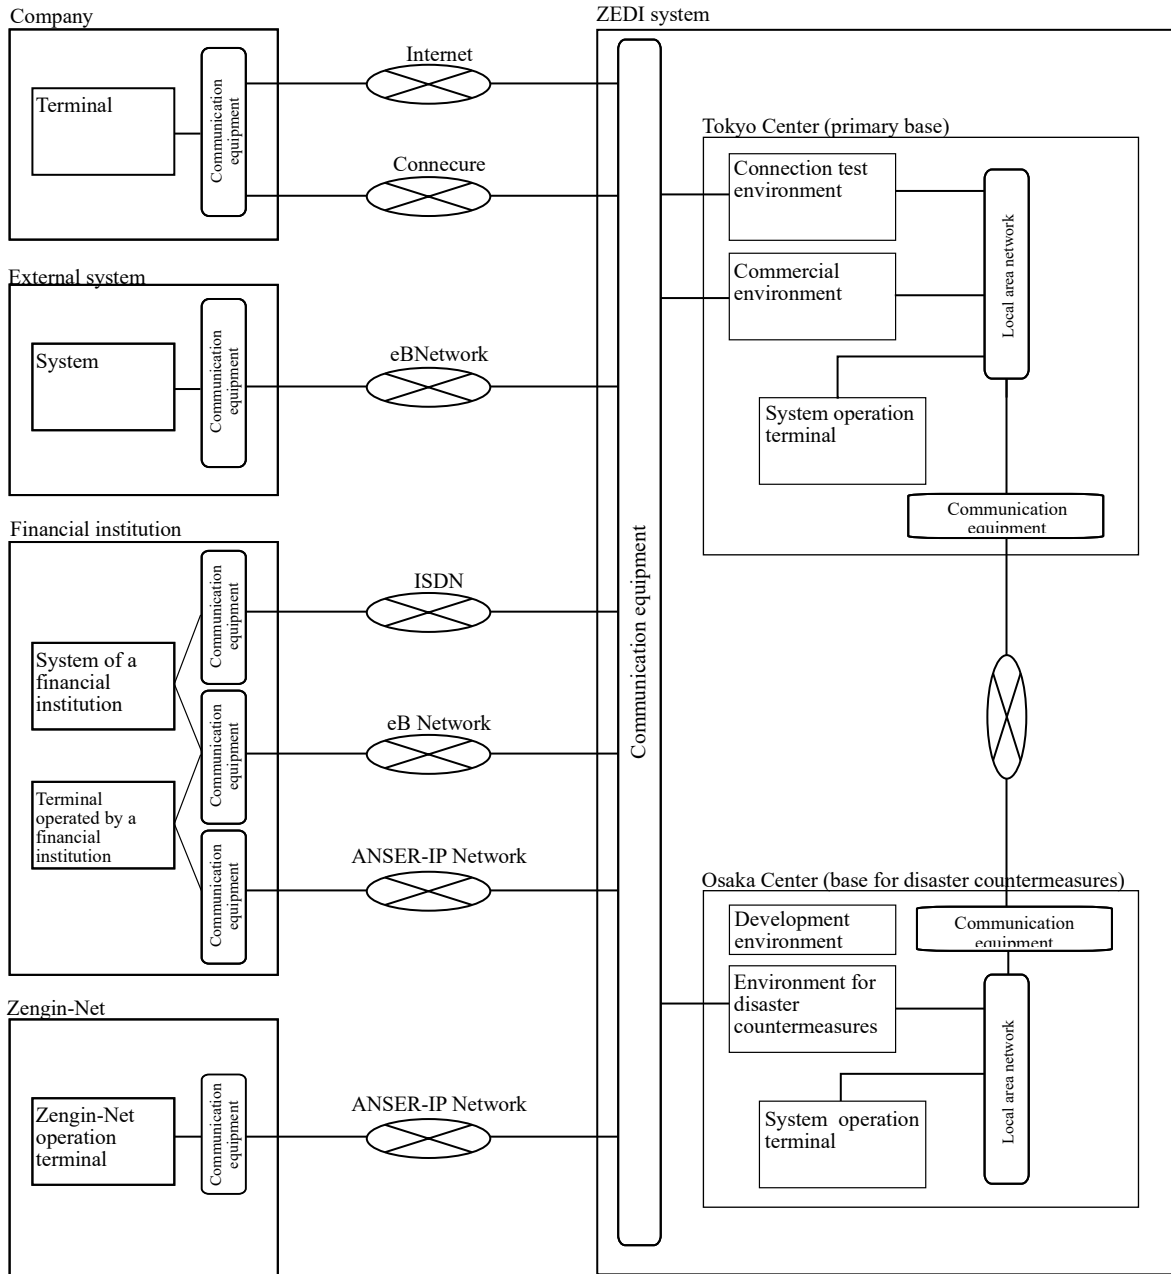 Company
ZEDI system
Terminal
Communication
equipment
Internet
Connecure
External system
System
Communication
equipment
eBNetwork
Financial institution
System of a
financial
institution
Terminal
operated by a
financial
institution
Communication
equipment
Communication
equipment
Communication
equipment
ISDN
eB Network
ANSER-IP Network
Zengin-Net
Zengin-Net
operation
terminal
Communication
equipment
ANSER-IP Network
Communication equipment
Tokyo Center (primary base)
Connection test
environment
Commercial
environment
System operation
terminal
Local area network
Communication
equipment
Osaka Center (base for disaster countermeasures)
Development
environment
Communication
equipment
Environment for
disaster
countermeasures
System operation
terminal
Local area network